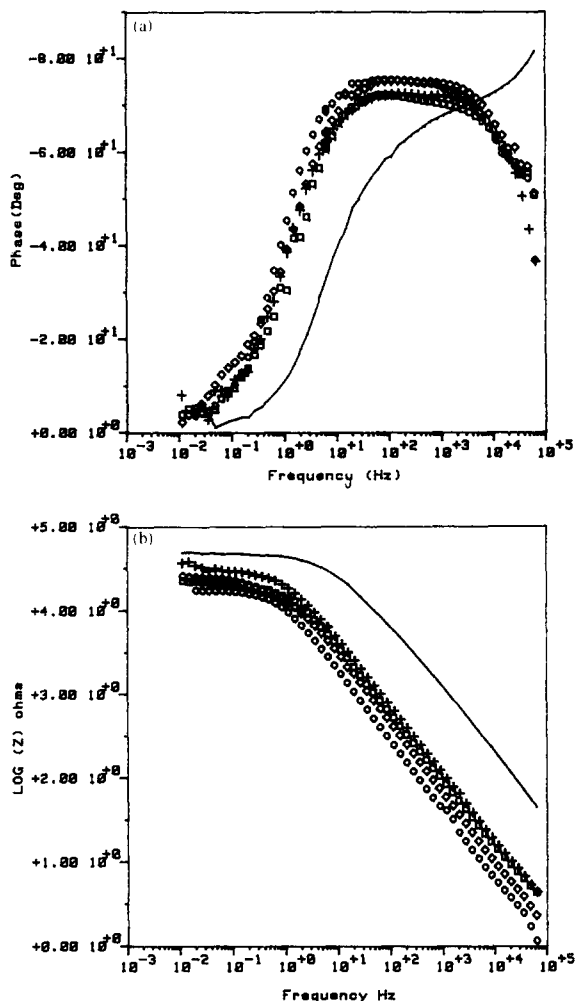 (a)
-8.00 10+1
-6.00 10+1
-4.00 10+1
-2.00 10+1
+0.00 10+0
Phase(Deg)
10-3 10-2 10-1 10+0 10+1 10+2 10+3 10+4 10+5
Frequency (Hz)
(b)
+5.00 10+0
+4.00 10+0
+3.00 10+0
+2.00 10+0
+1.00 10+0
+0.00 10+0
LOG (Z) ohms
10-3 10-2 10-1 10+0 10+1 10+2 10+3 10+4 10+5
Frequency Hz